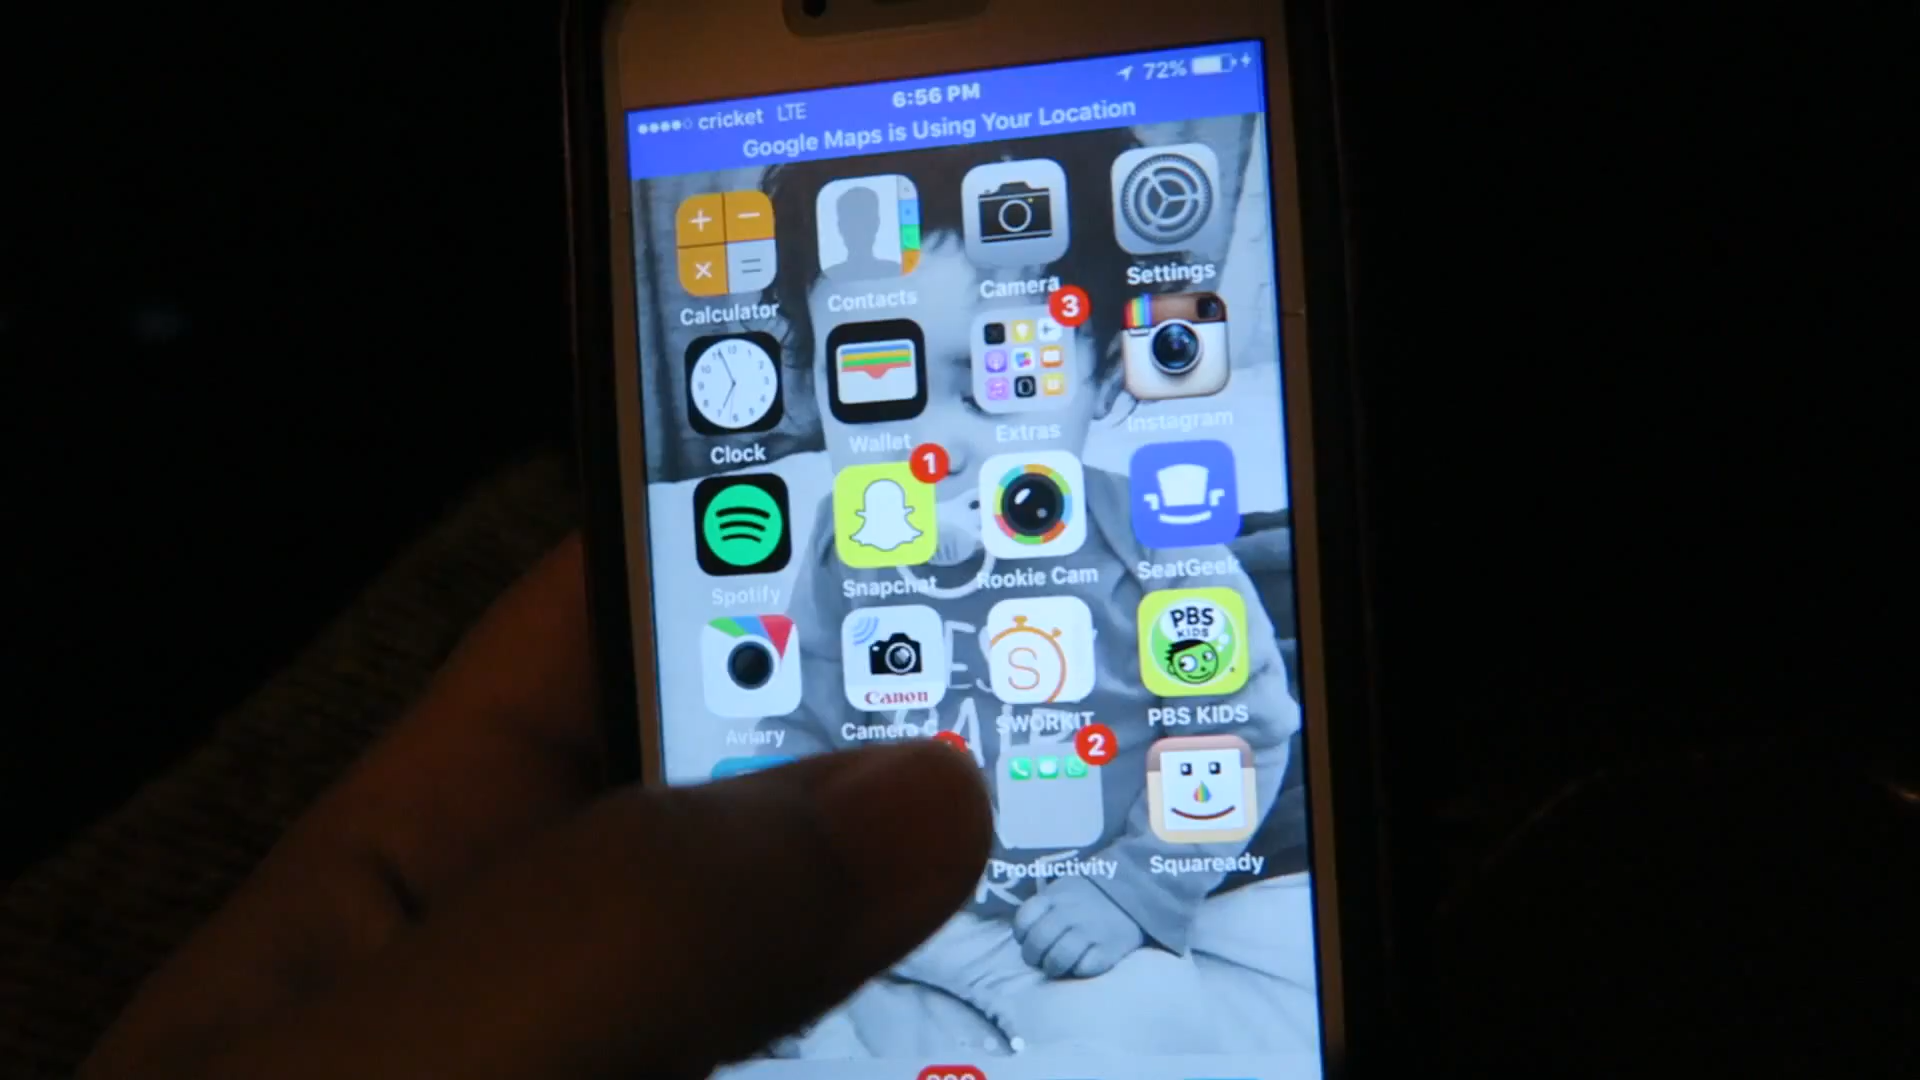 cricket LTE 6:56 PM 72%
Google Maps is Using Your Location
Calculator Contacts Camera Settings
3
Clock Wallet Extras Instagram
1
Spotify Snapchat Rookie Cam SeatGeek
Canon
PBS
KIDS
S
Aviary Camera C SWORKIT PBS KIDS
2
Productivity Squaready